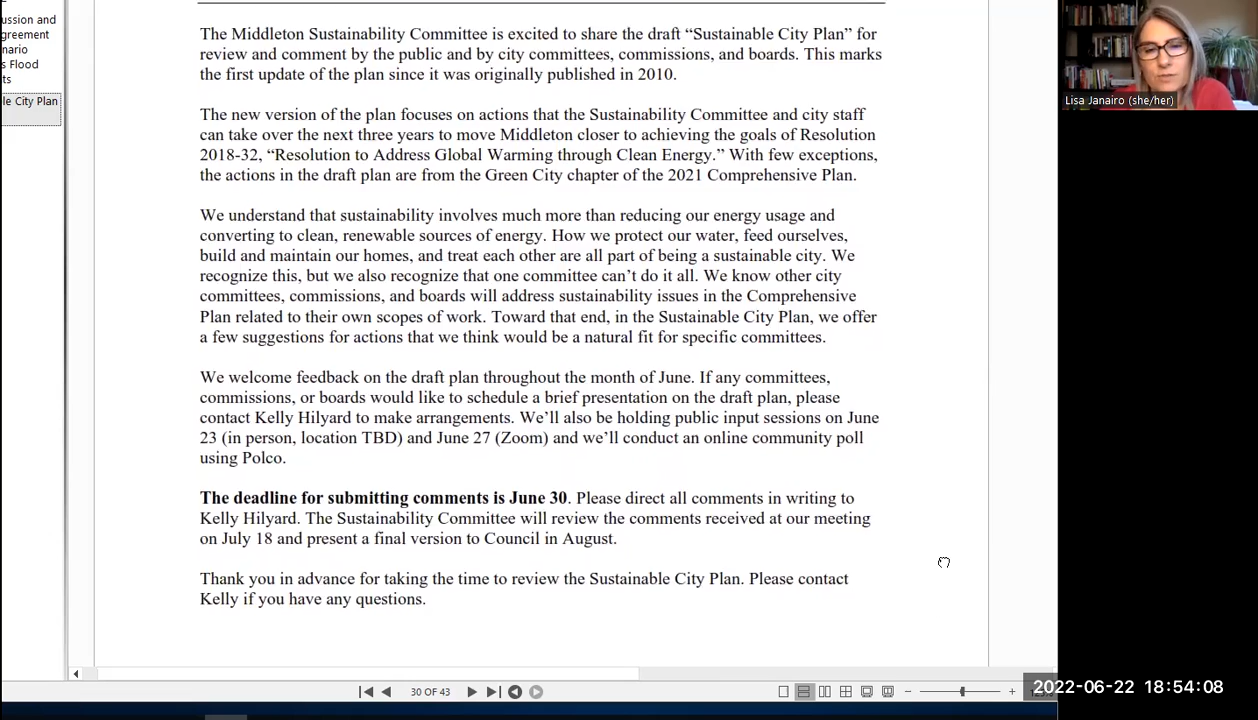 ussion and
greement
nario
s Flood
ts
le City Plan
The Middleton Sustainability Committee is excited to share the draft “Sustainable City Plan” for
review and comment by the public and by city committees, commissions, and boards. This marks
the first update of the plan since it was originally published in 2010.
The new version of the plan focuses on actions that the Sustainability Committee and city staff
can take over the next three years to move Middleton closer to achieving the goals of Resolution
2018-32, “Resolution to Address Global Warming through Clean Energy.” With few exceptions,
the actions in the draft plan are from the Green City chapter of the 2021 Comprehensive Plan.
We understand that sustainability involves much more than reducing our energy usage and
converting to clean, renewable sources of energy. How we protect our water, feed ourselves,
build and maintain our homes, and treat each other are all part of being a sustainable city. We
recognize this, but we also recognize that one committee can’t do it all. We know other city
committees, commissions, and boards will address sustainability issues in the Comprehensive
Plan related to their own scopes of work. Toward that end, in the Sustainable City Plan, we offer
a few suggestions for actions that we think would be a natural fit for specific committees.
We welcome feedback on the draft plan throughout the month of June. If any committees,
commissions, or boards would like to schedule a brief presentation on the draft plan, please
contact Kelly Hilyard to make arrangements. We’ll also be holding public input sessions on June
23 (in person, location TBD) and June 27 (Zoom) and we’ll conduct an online community poll
using Polco.
The deadline for submitting comments is June 30. Please direct all comments in writing to
Kelly Hilyard. The Sustainability Committee will review the comments received at our meeting
on July 18 and present a final version to Council in August.
Thank you in advance for taking the time to review the Sustainable City Plan. Please contact
Kelly if you have any questions.
Lisa Janairo (she/her)
30 OF 43
2022-06-22 18:54:08